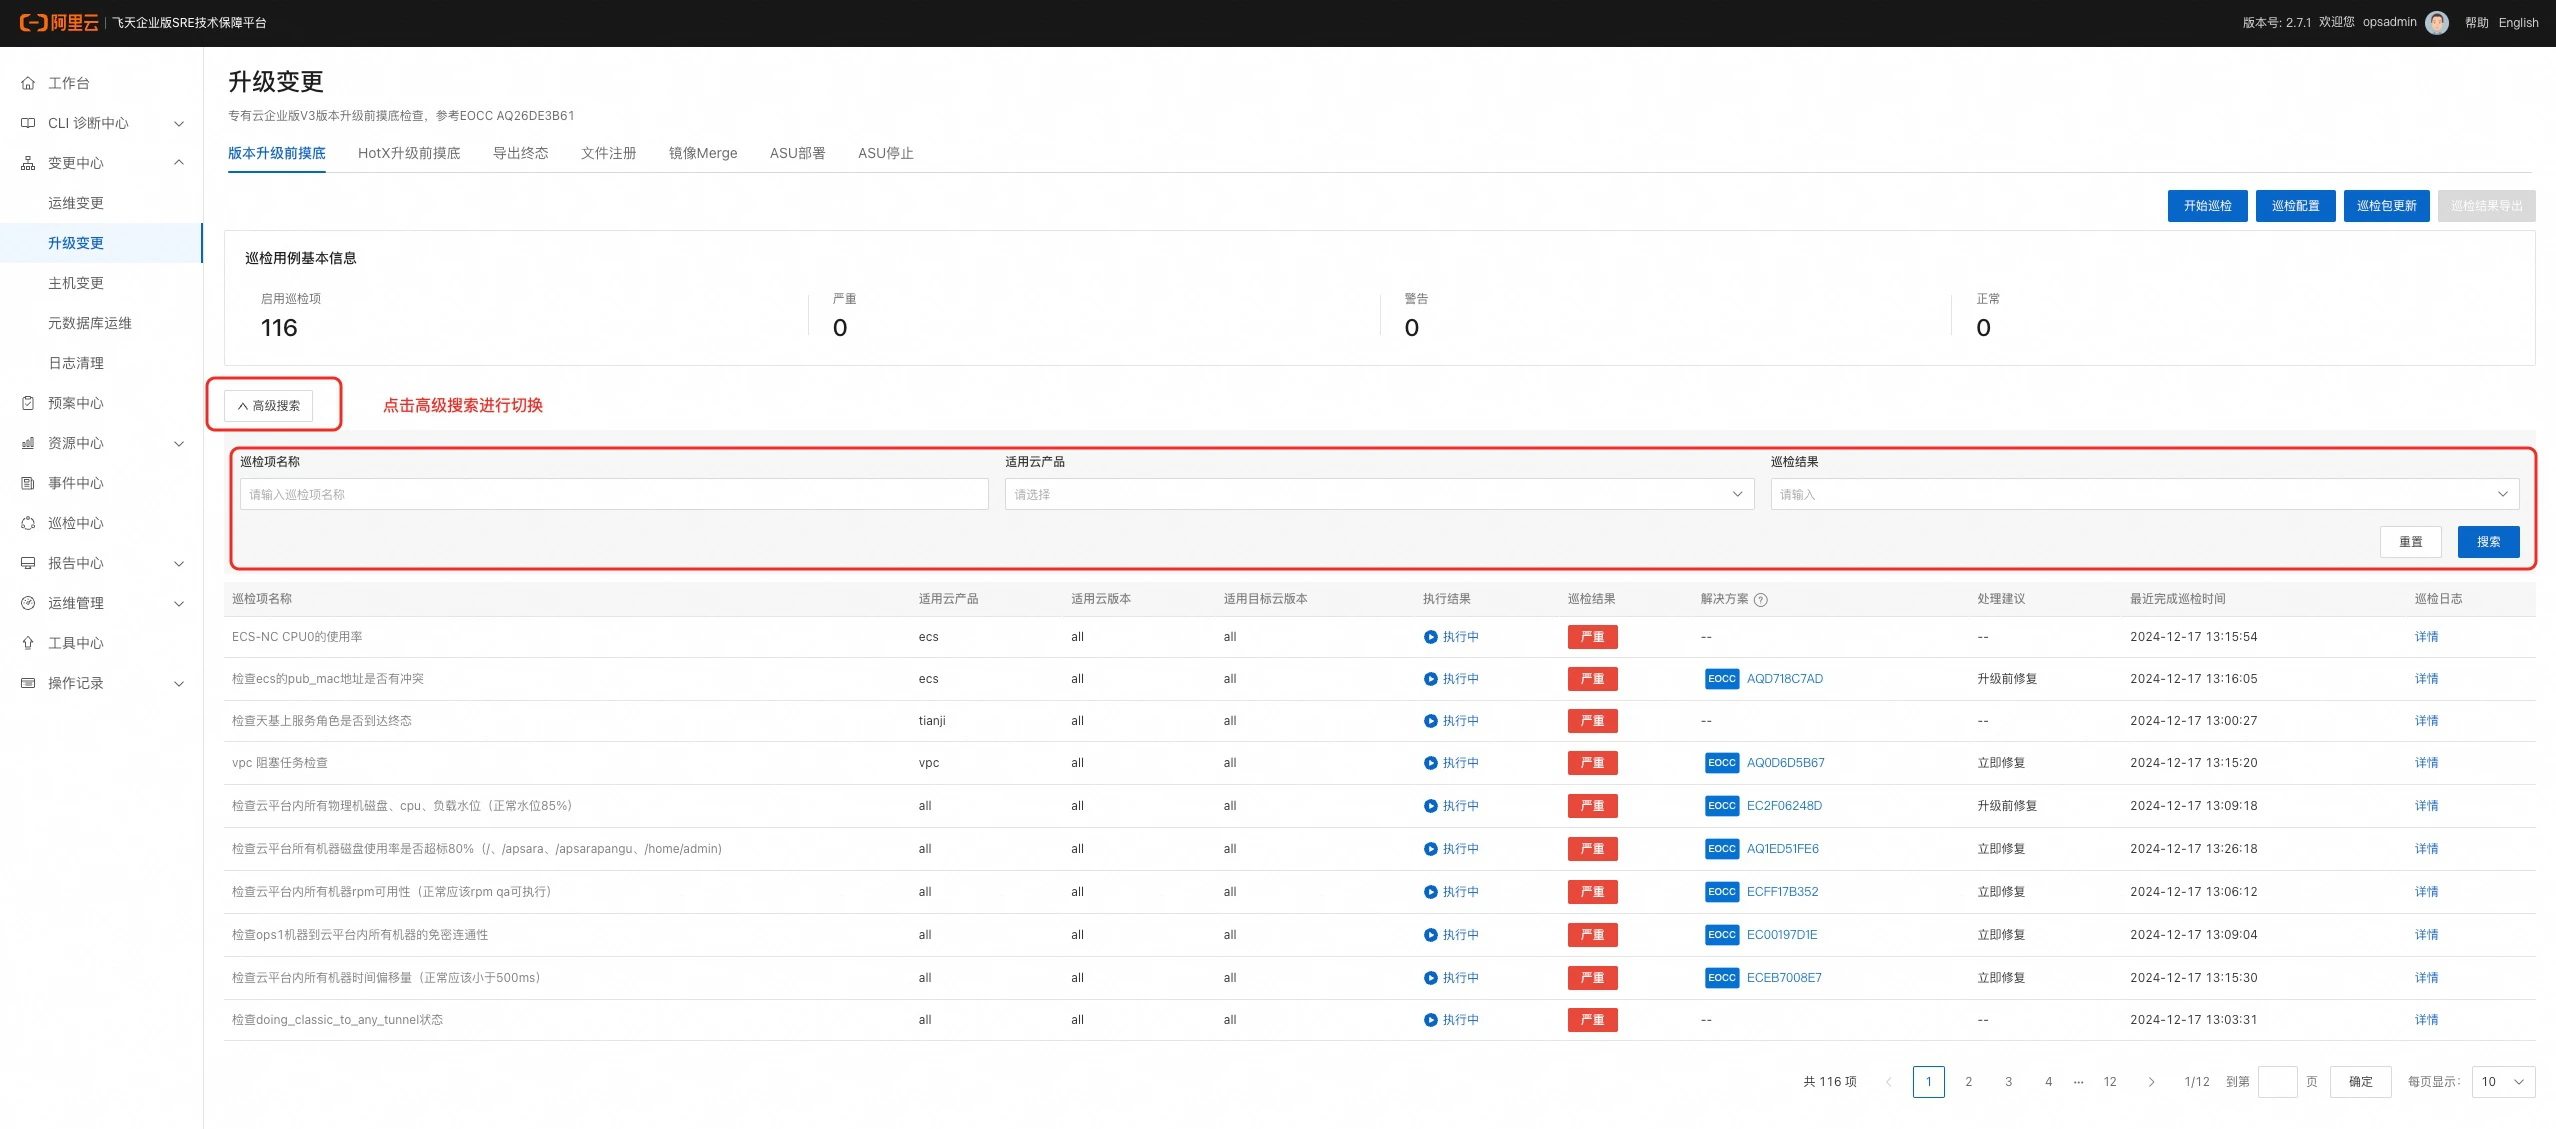 阿里云 飞天企业版SRE技术保障平台
版本号: 2.7.1 欢迎您 opsadmin 帮助 English
工作台
CLI 诊断中心
变更中心
运维变更
升级变更
主机变更
元数据库运维
日志清理
预案中心
资源中心
事件中心
巡检中心
报告中心
运维管理
工具中心
操作记录
升级变更
专有云企业版V3版本升级前摸底检查，参考EOCC AQ26DE3B61
版本升级前摸底 HotX升级前摸底 导出终态 文件注册 镜像Merge ASU部署 ASU停止
开始巡检 巡检配置 巡检包更新 巡检结果导出
巡检用例基本信息
启用巡检项 严重 警告 正常
116 0 0 0
高级搜索 点击高级搜索进行切换
巡检项名称 适用云产品 巡检结果
请输入巡检项名称 请选择 请输入
重置 搜索
巡检项名称 适用云产品 适用云版本 适用目标云版本 执行结果 巡检结果 解决方案 ? 处理建议 最近完成巡检时间 巡检日志
ECS-NC CPU0的使用率 ecs all all 执行中 严重 -- -- 2024-12-17 13:15:54 详情
检查ecs的pub_mac地址是否有冲突 ecs all all 执行中 严重 EOCC AQD718C7AD 升级前修复 2024-12-17 13:16:05 详情
检查天基上服务角色是否到达终态 tianji all all 执行中 严重 -- -- 2024-12-17 13:00:27 详情
vpc 阻塞任务检查 vpc all all 执行中 严重 EOCC AQ0D6D5B67 立即修复 2024-12-17 13:15:20 详情
检查云平台内所有物理机磁盘、cpu、负载水位（正常水位85%） all all all 执行中 严重 EOCC EC2F06248D 升级前修复 2024-12-17 13:09:18 详情
检查云平台所有机器磁盘使用率是否超标80%（/、/apsara、/apsarapangu、/home/admin) all all all 执行中 严重 EOCC AQ1ED51FE6 立即修复 2024-12-17 13:26:18 详情
检查云平台内所有机器rpm可用性（正常应该rpm qa可执行） all all all 执行中 严重 EOCC ECFF17B352 立即修复 2024-12-17 13:06:12 详情
检查ops1机器到云平台内所有机器的免密连通性 all all all 执行中 严重 EOCC EC00197D1E 立即修复 2024-12-17 13:09:04 详情
检查云平台内所有机器时间偏移量（正常应该小于500ms） all all all 执行中 严重 EOCC ECEB7008E7 立即修复 2024-12-17 13:15:30 详情
检查doing_classic_to_any_tunnel状态 all all all 执行中 严重 -- -- 2024-12-17 13:03:31 详情
共 116 项 1 2 3 4 ··· 12 1/12 到第 页 确定 每页显示: 10